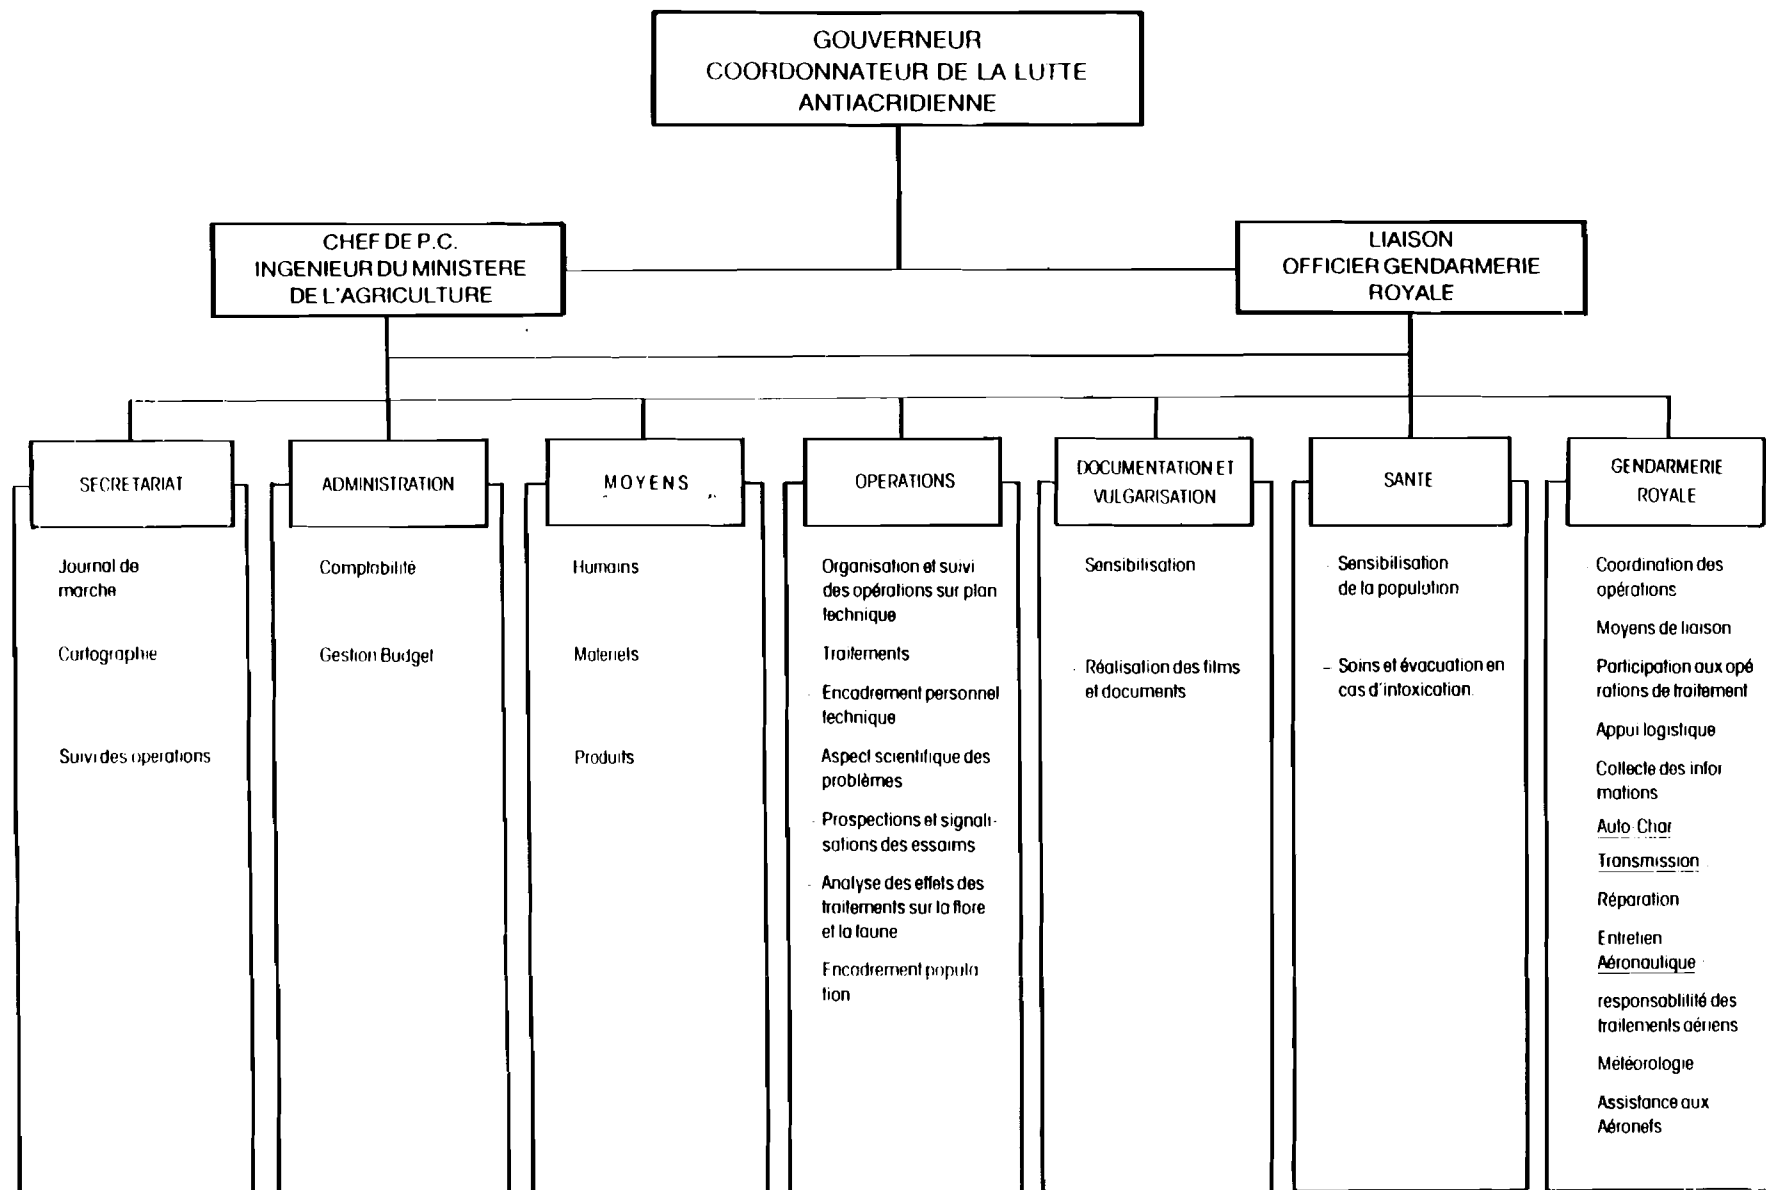 GOUVERNEUR
COORDONNATEUR DE LA LUTTE
ANTIACRIDIENNE
CHEF DE P.C.
INGENIEUR DU MINISTERE
DE L'AGRICULTURE
LIAISON
OFFICIER GENDARMERIE
ROYALE
SECRETARIAT
Journal de
marche
Cartographie
Suivi des operations
ADMINISTRATION
Comptabilité
Gestion Budget
MOYENS
Humains
Materiels
Produits
OPERATIONS
Organisation et suivi
des opérations sur plan
technique
Traitements
- Encadrement personnel
technique
Aspect scientifique des
problèmes
- Prospections et signali-
sations des essaims
- Analyse des effets des
traitements sur la flore
et la faune
Encadrement popula
tion
DOCUMENTATION ET
VULGARISATION
Sensibilisation
- Réalisation des films
et documents
SANTE
- Sensibilisation
de la population
- Soins et évacuation en
cas d'intoxication.
GENDARMERIE
ROYALE
- Coordination des
opérations
Moyens de liaison
Participation aux opé
rations de traitement
Appui logistique
Collecte des infor
mations
Auto-Char
Transmission
Réparation
Entretien
Aéronautique
responsablilité des
traitements aériens
Météorologie
Assistance aux
Aéronefs